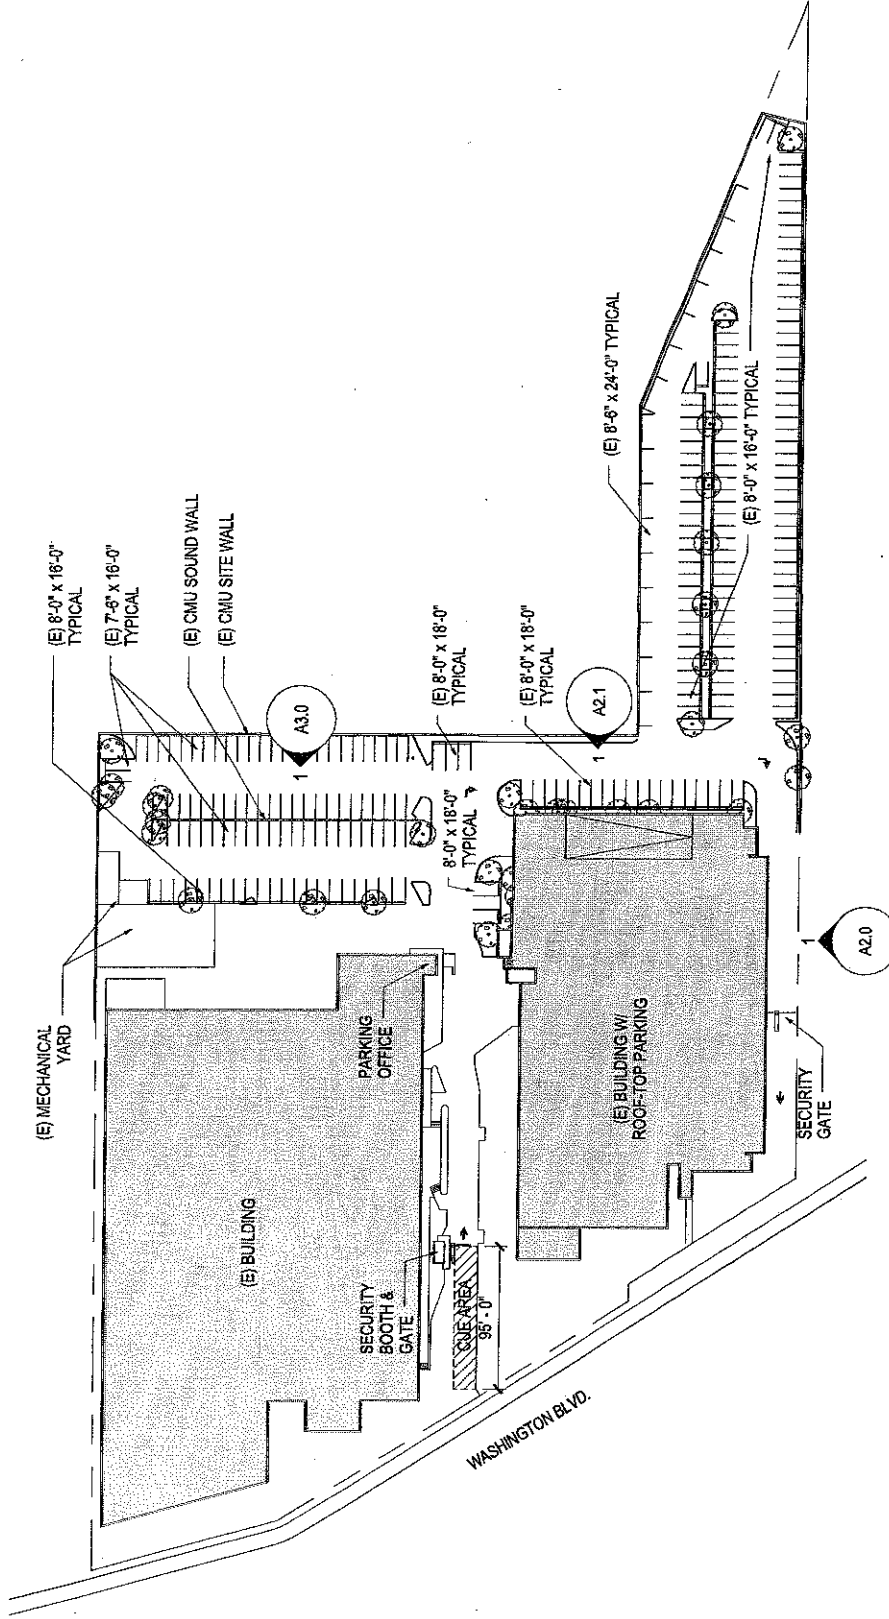 (E) 8'-0" x 16'-0"
TYPICAL
(E) 7'-6" x 16'-0"
TYPICAL
(E) CMU SOUND WALL
(E) CMU SITE WALL
(E) 8'-0" x 18'-0"
TYPICAL
(E) 8'-0" x 18'-0"
TYPICAL
(E) 8'-6" x 24'-0" TYPICAL
(E) 8'-0" x 16'-0" TYPICAL
1
A3.0
1
A2.1
8'-0" x 18'-0"
TYPICAL
(E) MECHANICAL
YARD
PARKING
OFFICE
(E) BUILDING W/
ROOF-TOP PARKING
1
A2.0
SECURITY
GATE
(E) BUILDING
SECURITY
BOOTH &
GATE
CUE AREA
95' - 0"
WASHINGTON BLVD.